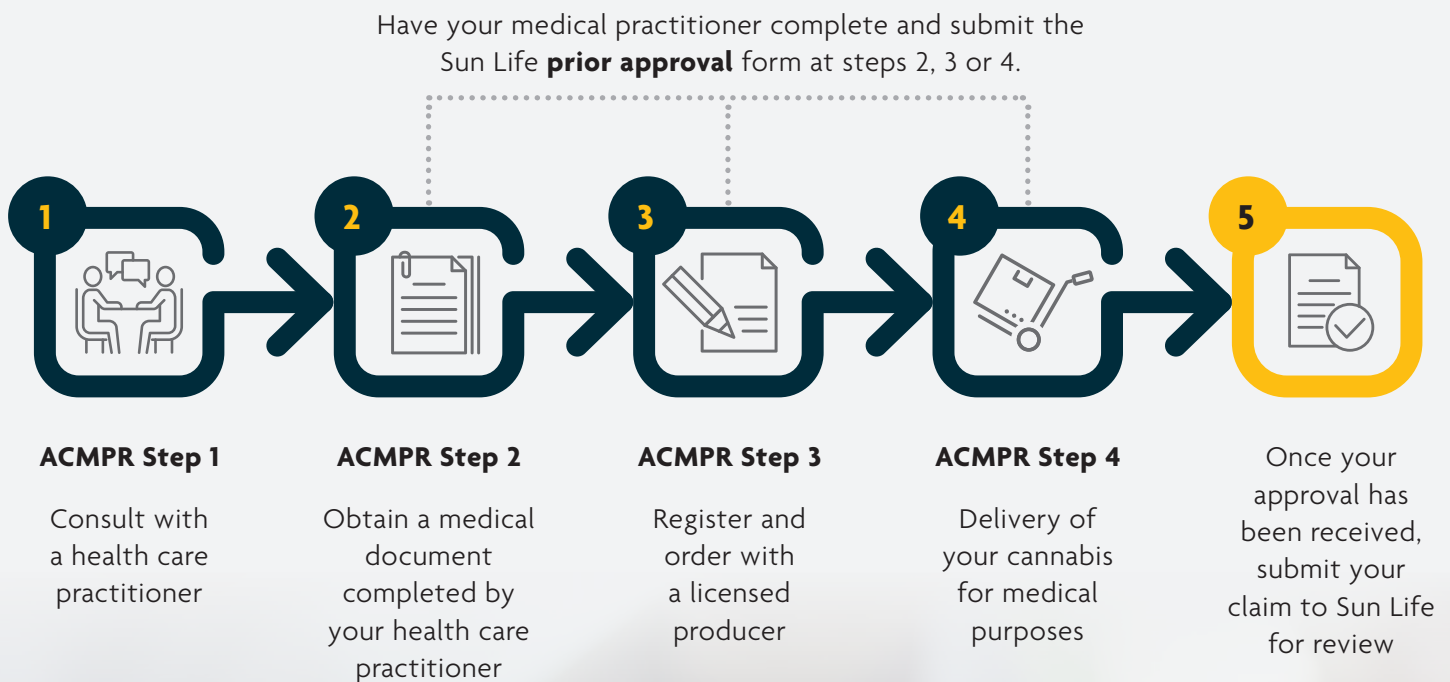 Have your medical practitioner complete and submit the
Sun Life prior approval form at steps 2, 3 or 4.
1
2
3
4
5
ACMPR Step 1
Consult with
a health care
practitioner
ACMPR Step 2
Obtain a medical
document
completed by
your health care
practitioner
ACMPR Step 3
Register and
order with
a licensed
producer
ACMPR Step 4
Delivery of
your cannabis
for medical
purposes
Once your
approval has
been received,
submit your
claim to Sun Life
for review